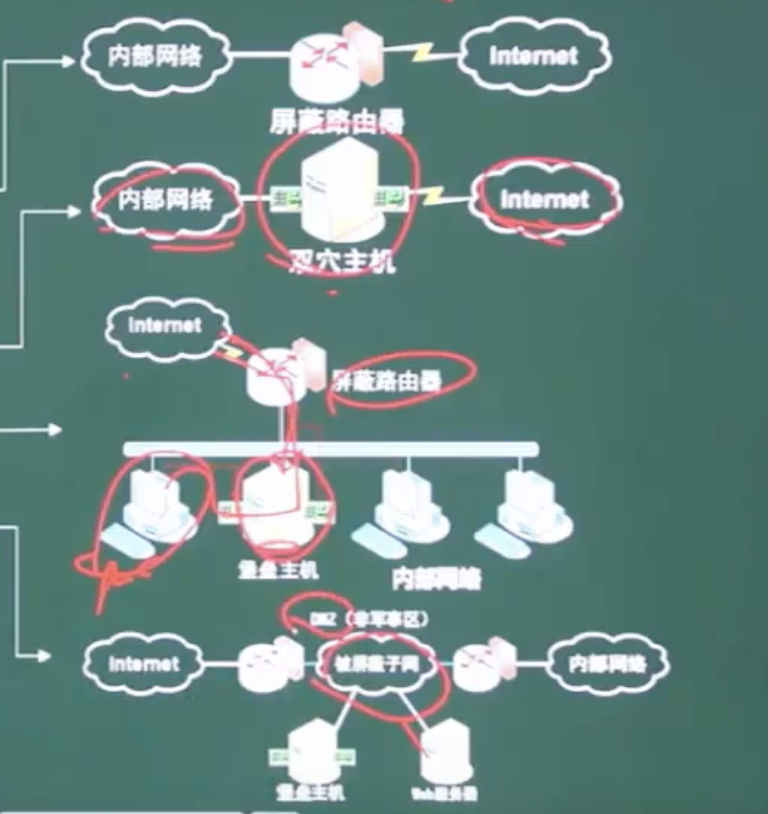 内部网络
Internet
屏蔽路由器
内部网络
Internet
双穴主机
Internet
屏蔽路由器
堡垒主机
内部网络
DMZ（非军事区）
Internet
被屏蔽子网
内部网络
堡垒主机
Web服务器